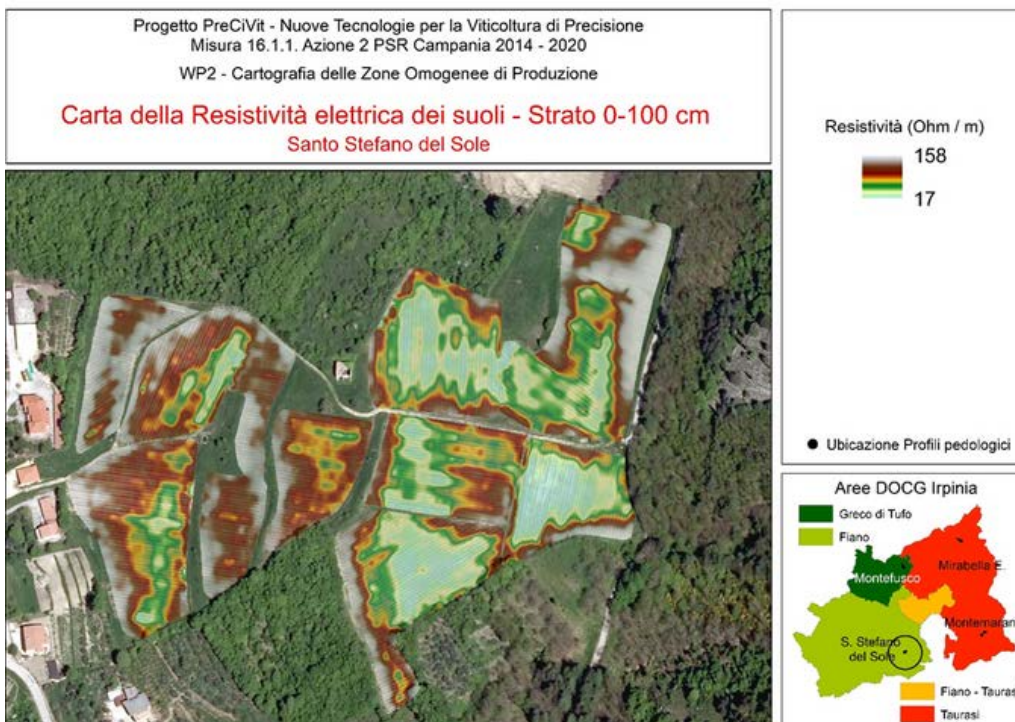 Progetto PreCiVit - Nuove Tecnologie per la Viticoltura di Precisione
Misura 16.1.1. Azione 2 PSR Campania 2014 - 2020
WP2 - Cartografia delle Zone Omogenee di Produzione
Carta della Resistività elettrica dei suoli - Strato 0-100 cm
Santo Stefano del Sole
Resistività (Ohm / m)
158
17
Ubicazione Profili pedologici
Aree DOCG Irpinia
Greco di Tufo
Fiano
Mirabella E.
Montefusco
Montemaran
S. Stefano
del Sole
Fiano - Tauras
Taurasi